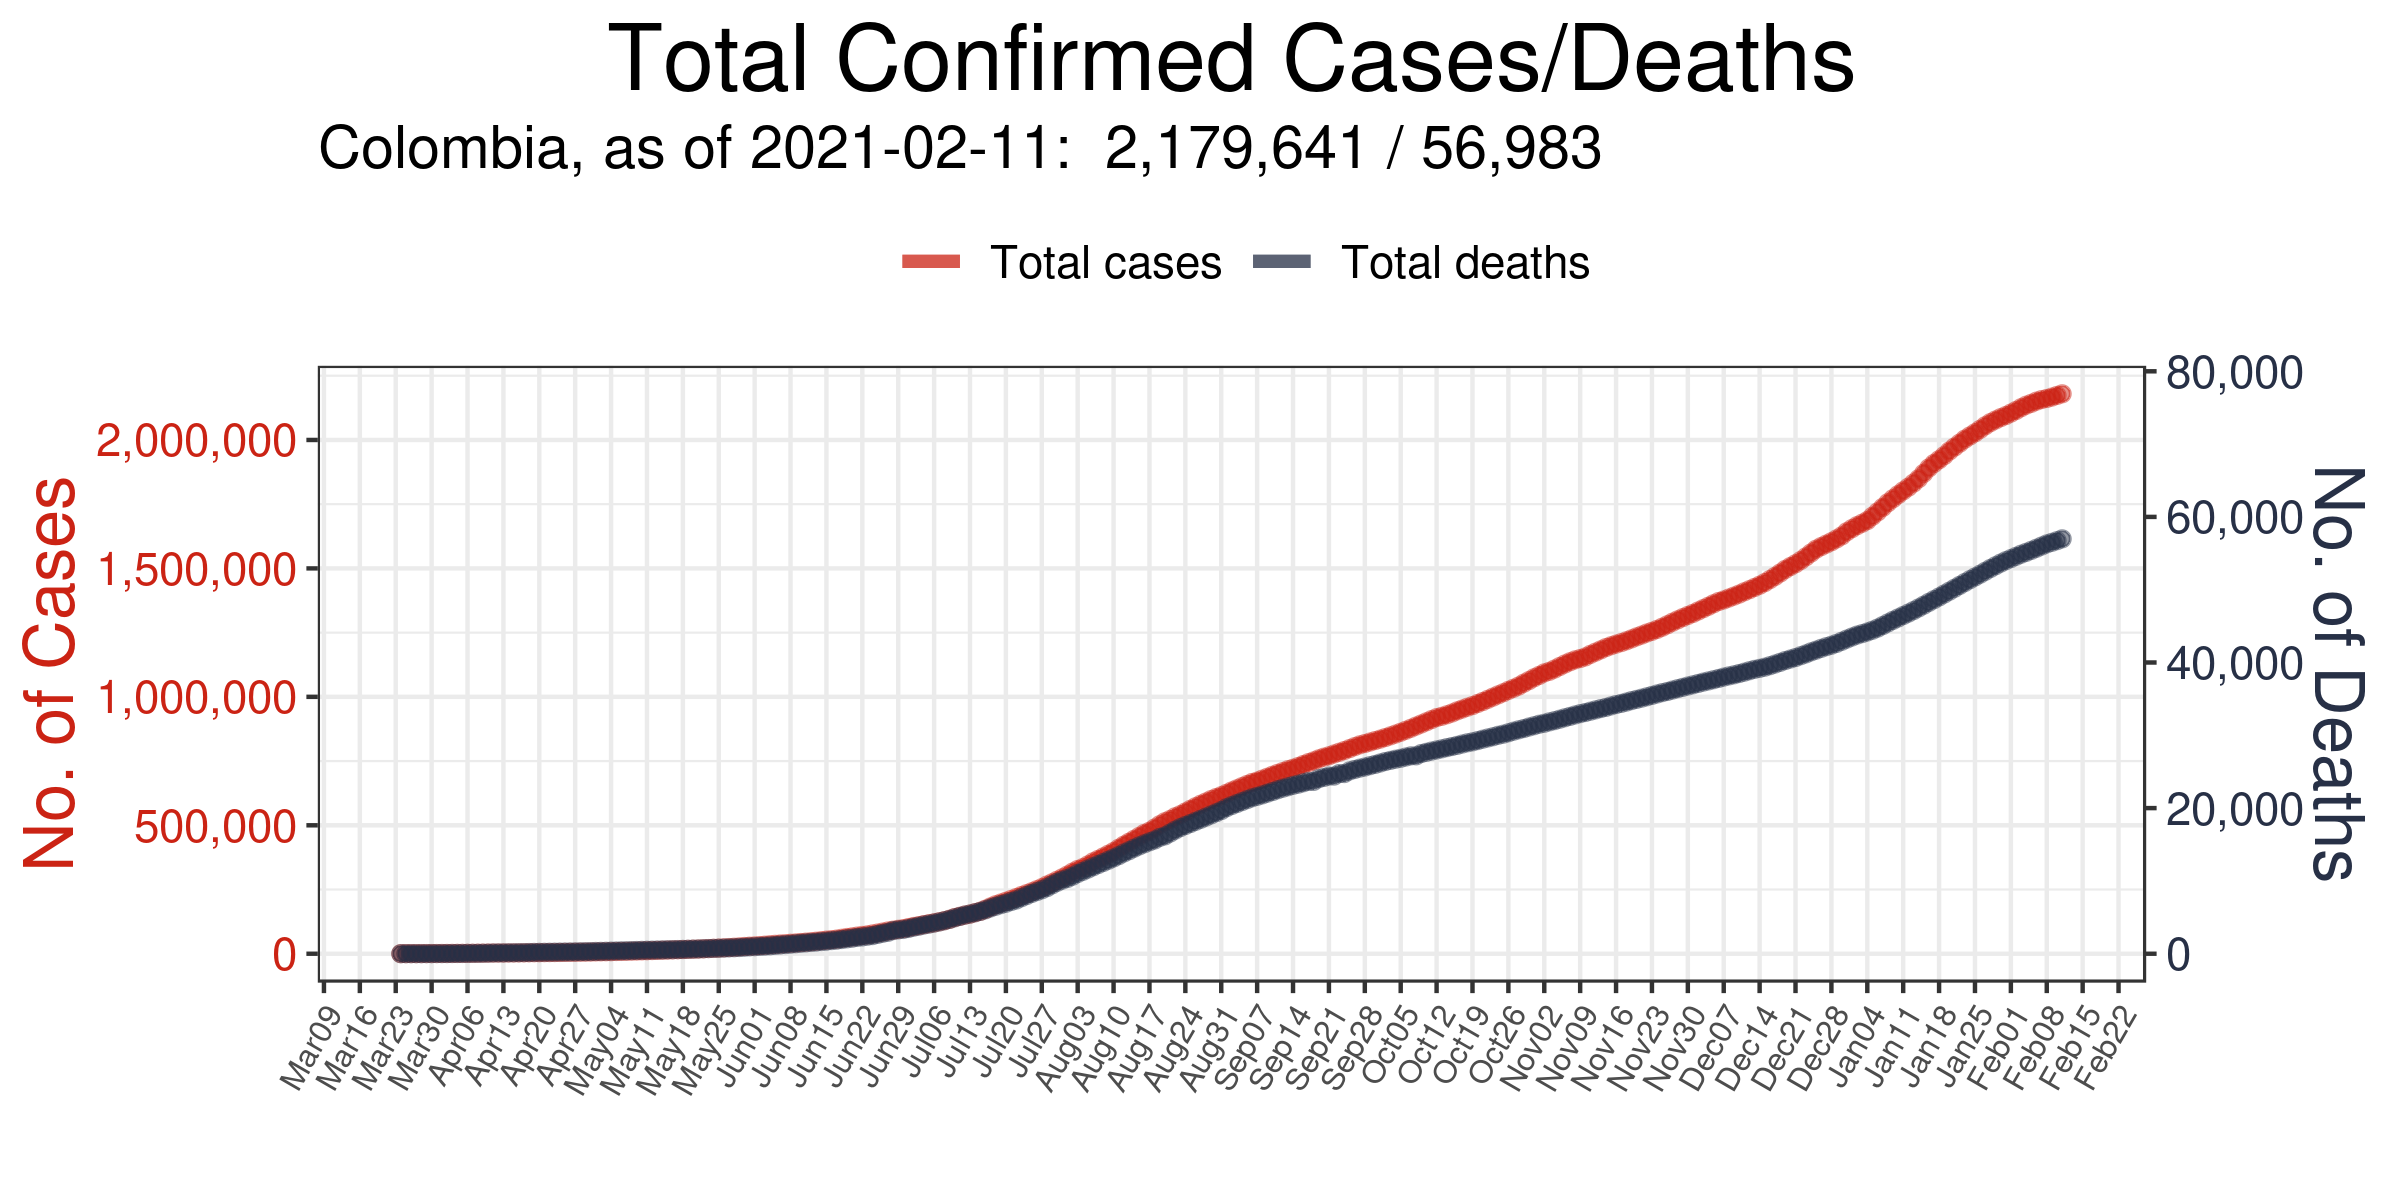 Total Confirmed Cases/Deaths
Colombia, as of 2021-02-11:  2,179,641 / 56,983
Total cases
Total deaths
No. of Cases
2,000,000
1,500,000
1,000,000
500,000
0
80,000
60,000
40,000
20,000
0
No. of Deaths
Mar09
Mar16
Mar23
Mar30
Apr06
Apr13
Apr20
Apr27
May04
May11
May18
May25
Jun01
Jun08
Jun15
Jun22
Jun29
Jul06
Jul13
Jul20
Jul27
Aug03
Aug10
Aug17
Aug24
Aug31
Sep07
Sep14
Sep21
Sep28
Oct05
Oct12
Oct19
Oct26
Nov02
Nov09
Nov16
Nov23
Nov30
Dec07
Dec14
Dec21
Dec28
Jan04
Jan11
Jan18
Jan25
Feb01
Feb08
Feb15
Feb22